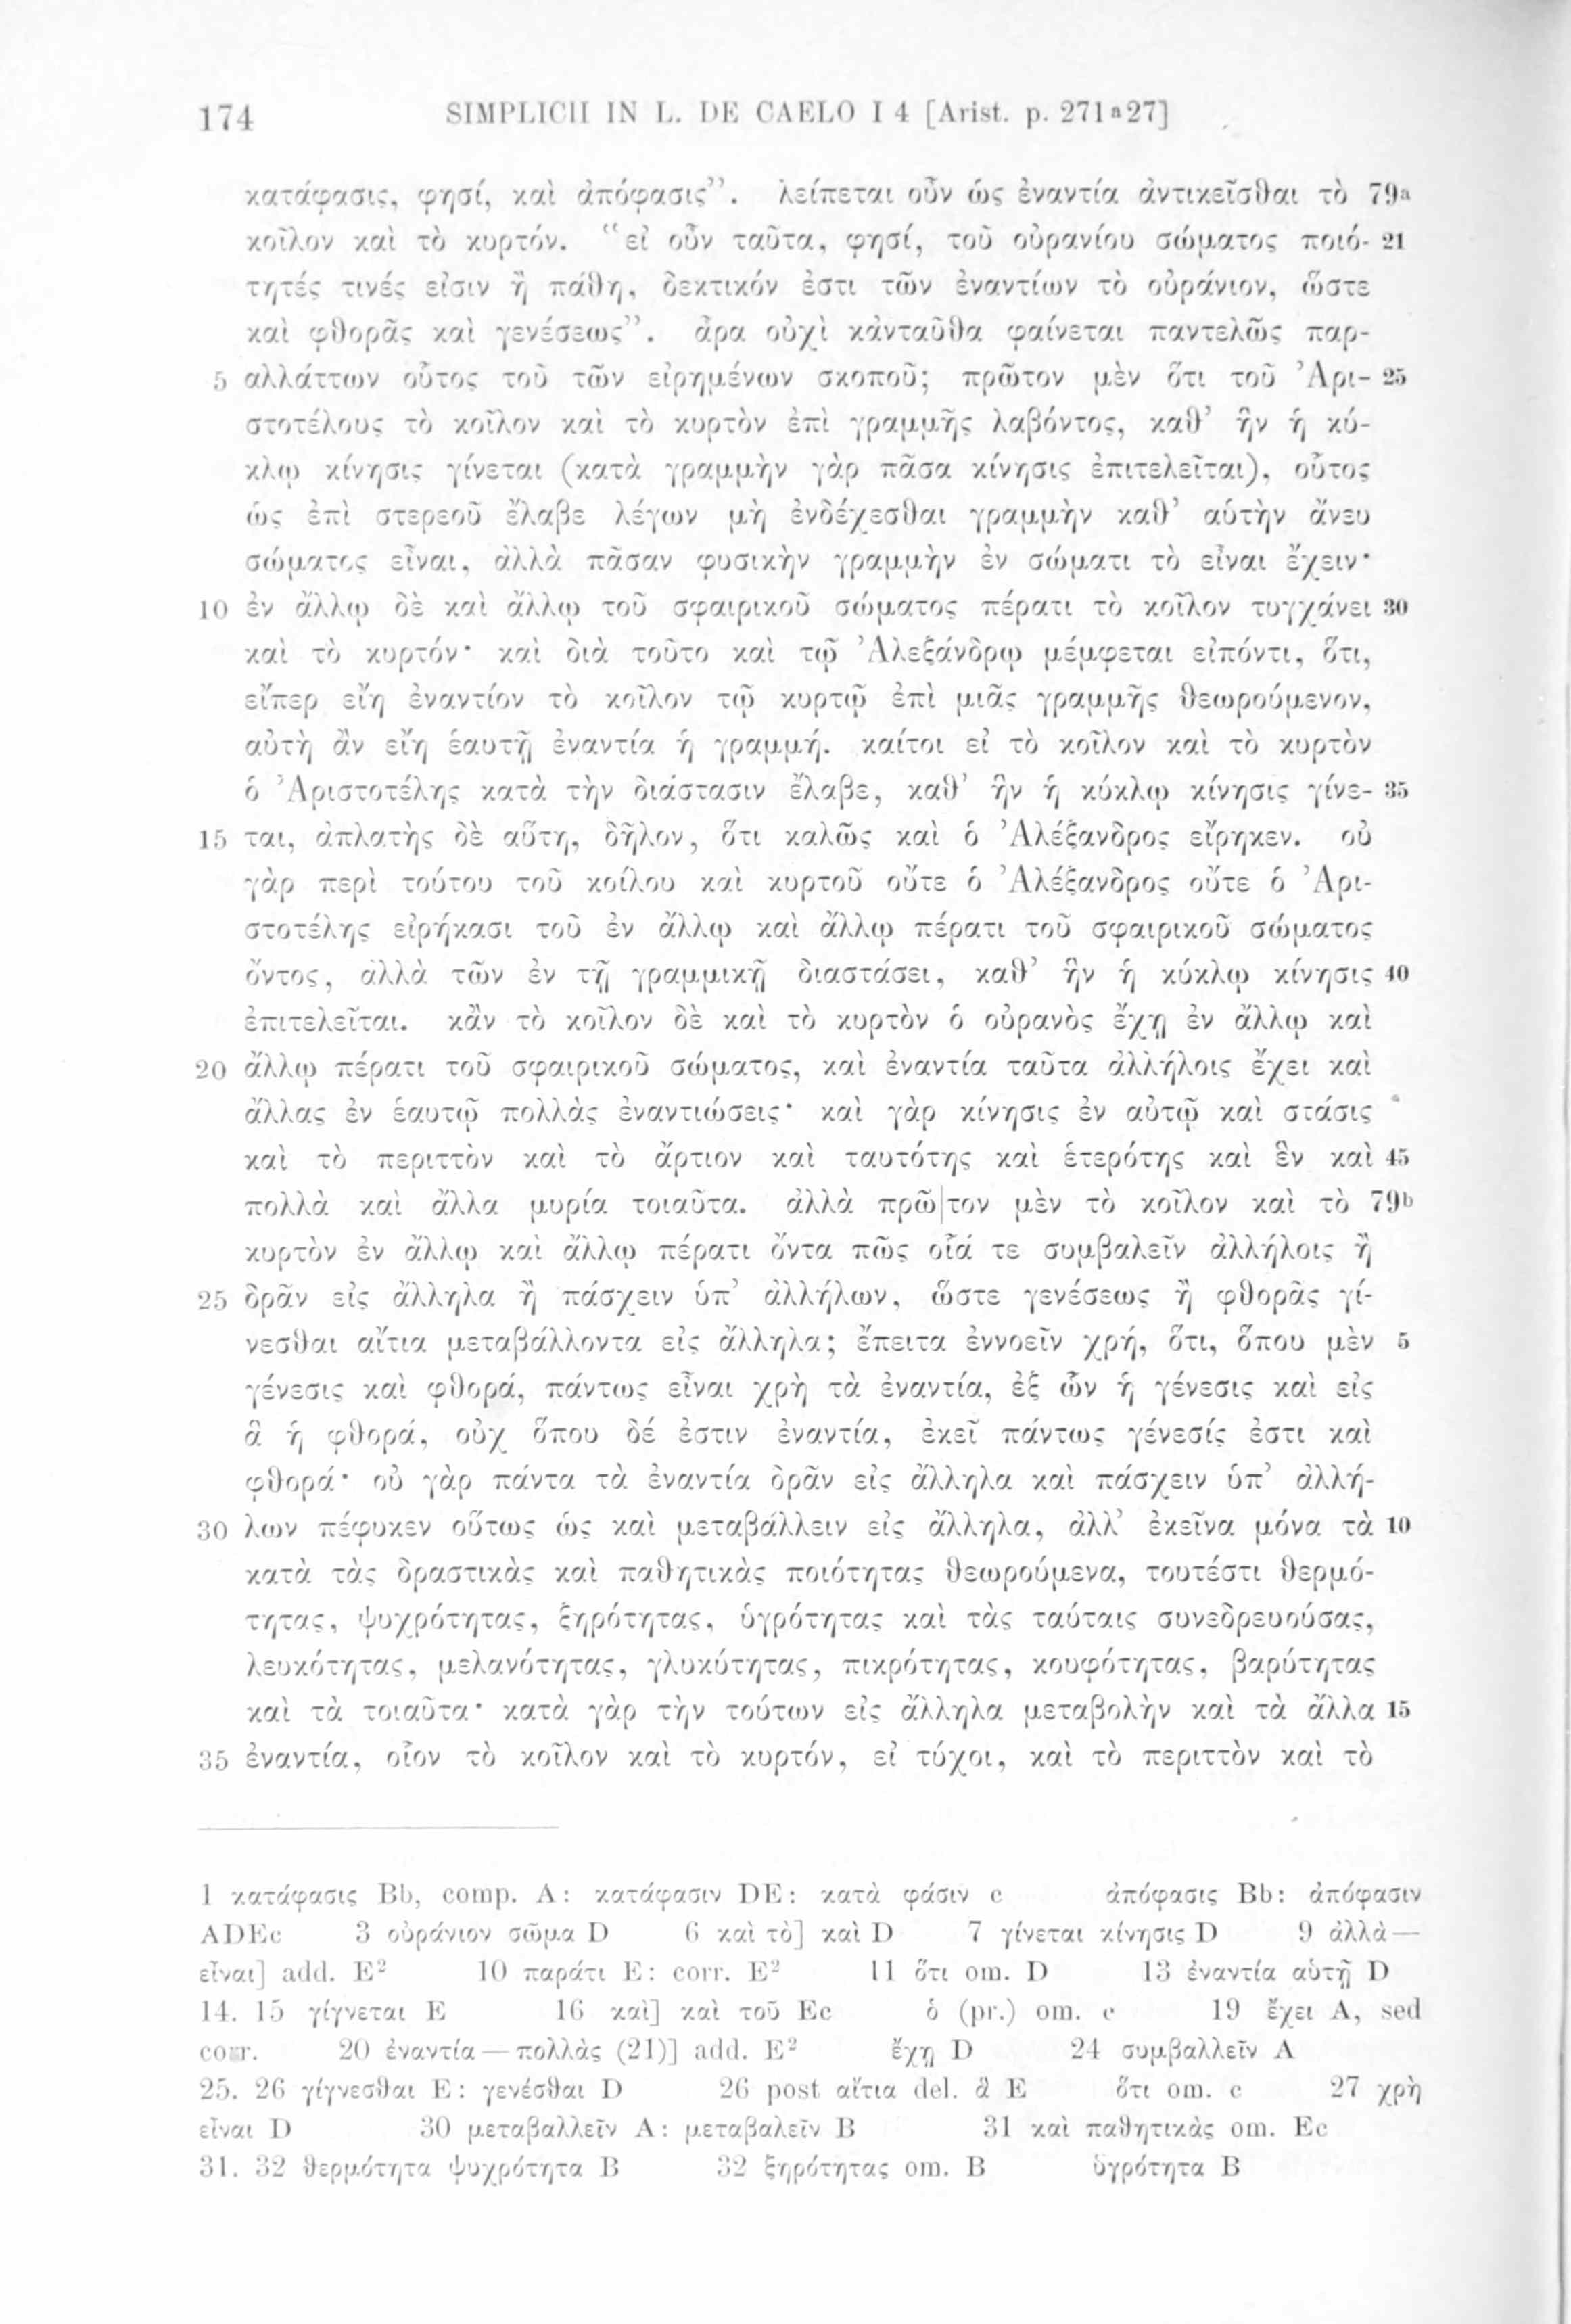 174 SIMPLICII IN L. DE CAELO I 4 [Arist. p. 271ᵃ27]
κατάφασις, φησί, καὶ ἀπόφασις”. λείπεται οὖν ὡς ἐναντία ἀντικεῖσθαι τὸ 79ᵃ
κοῖλον καὶ τὸ κυρτόν. “εἰ οὖν ταῦτα, φησί, τοῦ οὐρανίου σώματος ποιό- 21
τητές τινές εἰσιν ἢ πάθη, δεκτικόν ἐστι τῶν ἐναντίων τὸ οὐράνιον, ὥστε
καὶ φθορᾶς καὶ γενέσεως”. ἆρα οὐχὶ κἀνταῦθα φαίνεται παντελῶς παρ-
5 αλλάττων οὗτος τοῦ τῶν εἰρημένων σκοποῦ; πρῶτον μὲν ὅτι τοῦ Ἀρι- 25
στοτέλους τὸ κοῖλον καὶ τὸ κυρτὸν ἐπὶ γραμμῆς λαβόντος, καθ’ ἣν ἡ κύ-
κλῳ κίνησις γίνεται (κατὰ γραμμὴν γὰρ πᾶσα κίνησις ἐπιτελεῖται), οὗτος
ὡς ἐπὶ στερεοῦ ἔλαβε λέγων μὴ ἐνδέχεσθαι γραμμὴν καθ’ αὑτὴν ἄνευ
σώματος εἶναι, ἀλλὰ πᾶσαν φυσικὴν γραμμὴν ἐν σώματι τὸ εἶναι ἔχειν·
10 ἐν ἄλλῳ δὲ καὶ ἄλλῳ τοῦ σφαιρικοῦ σώματος πέρατι τὸ κοῖλον τυγχάνει 30
καὶ τὸ κυρτόν· καὶ διὰ τοῦτο καὶ τῷ Ἀλεξάνδρῳ μέμφεται εἰπόντι, ὅτι,
εἴπερ εἴη ἐναντίον τὸ κοῖλον τῷ κυρτῷ ἐπὶ μιᾶς γραμμῆς θεωρούμενον,
αὐτὴ ἂν εἴη ἑαυτῇ ἐναντία ἡ γραμμή. καίτοι εἰ τὸ κοῖλον καὶ τὸ κυρτὸν
ὁ Ἀριστοτέλης κατὰ τὴν διάστασιν ἔλαβε, καθ’ ἣν ἡ κύκλῳ κίνησις γίνε- 35
15 ται, ἀπλατὴς δὲ αὕτη, δῆλον, ὅτι καλῶς καὶ ὁ Ἀλέξανδρος εἴρηκεν. οὐ
γὰρ περὶ τούτου τοῦ κοίλου καὶ κυρτοῦ οὔτε ὁ Ἀλέξανδρος οὔτε ὁ Ἀρι-
στοτέλης εἰρήκασι τοῦ ἐν ἄλλῳ καὶ ἄλλῳ πέρατι τοῦ σφαιρικοῦ σώματος
ὄντος, ἀλλὰ τῶν ἐν τῇ γραμμικῇ διαστάσει, καθ’ ἣν ἡ κύκλῳ κίνησις 40
ἐπιτελεῖται. κἂν τὸ κοῖλον δὲ καὶ τὸ κυρτὸν ὁ οὐρανὸς ἔχῃ ἐν ἄλλῳ καὶ
20 ἄλλῳ πέρατι τοῦ σφαιρικοῦ σώματος, καὶ ἐναντία ταῦτα ἀλλήλοις ἔχει καὶ
ἄλλας ἐν ἑαυτῷ πολλὰς ἐναντιώσεις· καὶ γὰρ κίνησις ἐν αὐτῷ καὶ στάσις
καὶ τὸ περιττὸν καὶ τὸ ἄρτιον καὶ ταυτότης καὶ ἑτερότης καὶ ἓν καὶ 45
πολλὰ καὶ ἄλλα μυρία τοιαῦτα. ἀλλὰ πρῶ|τον μὲν τὸ κοῖλον καὶ τὸ 79ᵇ
κυρτὸν ἐν ἄλλῳ καὶ ἄλλῳ πέρατι ὄντα πῶς οἷά τε συμβαλεῖν ἀλλήλοις ἢ
25 δρᾶν εἰς ἄλληλα ἢ πάσχειν ὑπ’ ἀλλήλων, ὥστε γενέσεως ἢ φθορᾶς γί-
νεσθαι αἴτια μεταβάλλοντα εἰς ἄλληλα; ἔπειτα ἐννοεῖν χρή, ὅτι, ὅπου μὲν 5
γένεσις καὶ φθορά, πάντως εἶναι χρὴ τὰ ἐναντία, ἐξ ὧν ἡ γένεσις καὶ εἰς
ἃ ἡ φθορά, οὐχ ὅπου δέ ἐστιν ἐναντία, ἐκεῖ πάντως γένεσίς ἐστι καὶ
φθορά· οὐ γὰρ πάντα τὰ ἐναντία δρᾶν εἰς ἄλληλα καὶ πάσχειν ὑπ’ ἀλλή-
30 λων πέφυκεν οὕτως ὡς καὶ μεταβάλλειν εἰς ἄλληλα, ἀλλ’ ἐκεῖνα μόνα τὰ 10
κατὰ τὰς δραστικὰς καὶ παθητικὰς ποιότητας θεωρούμενα, τουτέστι θερμό-
τητας, ψυχρότητας, ξηρότητας, ὑγρότητας καὶ τὰς ταύταις συνεδρευούσας,
λευκότητας, μελανότητας, γλυκύτητας, πικρότητας, κουφότητας, βαρύτητας
καὶ τὰ τοιαῦτα· κατὰ γὰρ τὴν τούτων εἰς ἄλληλα μεταβολὴν καὶ τὰ ἄλλα 15
35 ἐναντία, οἷον τὸ κοῖλον καὶ τὸ κυρτόν, εἰ τύχοι, καὶ τὸ περιττὸν καὶ τὸ
1 κατάφασις Bb, comp. A: κατάφασιν DE: κατὰ φάσιν c ἀπόφασις Bb: ἀπόφασιν
ADEc 3 οὐράνιον σῶμα D 6 καὶ τὸ] καὶ D 7 γίνεται κίνησις D 9 ἀλλὰ—
εἶναι] add. E² 10 παράτι E: corr. E² 11 ὅτι om. D 13 ἐναντία αὑτῇ D
14. 15 γίγνεται E 16 καὶ] καὶ τοῦ Ec ὁ (pr.) om. c 19 ἔχει A, sed
corr. 20 ἐναντία—πολλὰς (21)] add. E² ἔχῃ D 24 συμβαλλεῖν A
25. 26 γίγνεσθαι E: γενέσθαι D 26 post αἴτια del. ἃ E ὅτι om. c 27 χρὴ
εἶναι D 30 μεταβαλλεῖν A: μεταβαλεῖν B 31 καὶ παθητικὰς om. Ec
31. 32 θερμότητα ψυχρότητα B 32 ξηρότητας om. B ὑγρότητα B